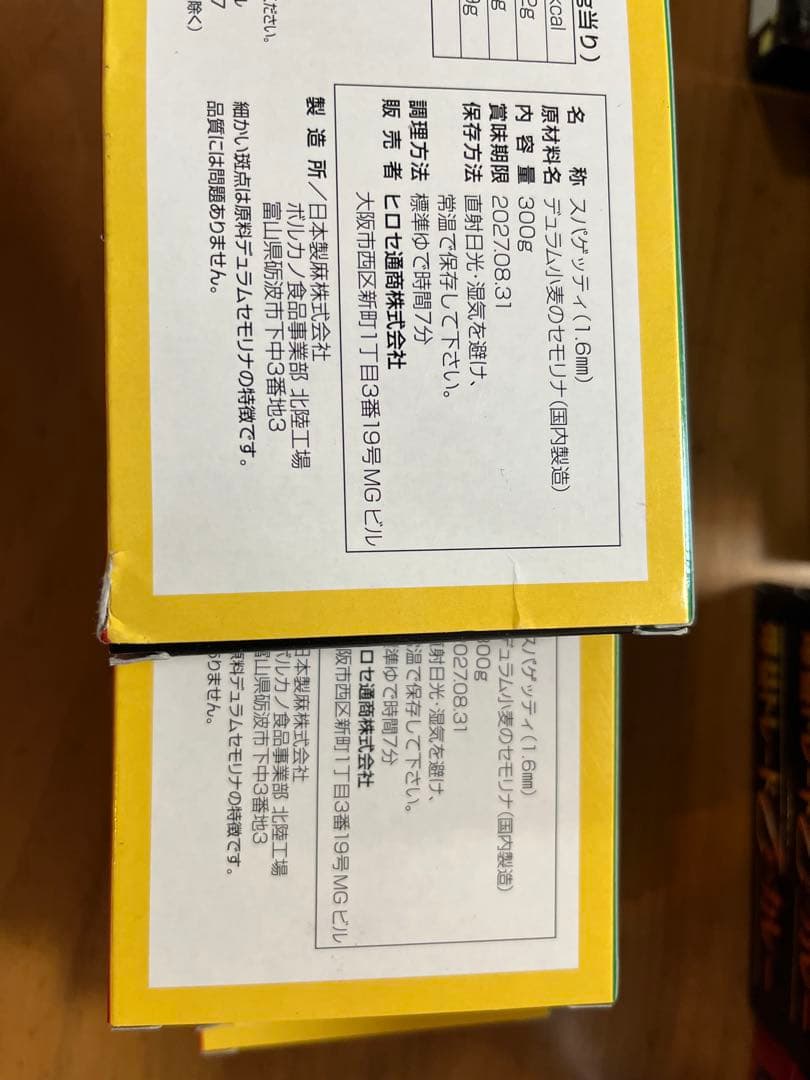 g当り)
kcal
2g
g
9g
ください。
ル
7
除く)
名 称 スパゲッティ(1.6㎜)
原材料名 デュラム小麦のセモリナ(国内製造)
内 容 量 300g
賞味期限 2027.08.31
保存方法 直射日光・湿気を避け、
常温で保存して下さい。
調理方法 標準ゆで時間7分
販 売 者 ヒロセ通商株式会社
大阪市西区新町1丁目3番19号MGビル
製 造 所/日本製麻株式会社
ボルカノ食品事業部 北陸工場
富山県砺波市下中3番地3
細かい斑点は原料デュラムセモリナの特徴です。
品質には問題ありません。
スパゲッティ(1.6㎜)
デュラム小麦のセモリナ(国内製造)
300g
2027.08.31
直射日光・湿気を避け、
常温で保存して下さい。
標準ゆで時間7分
ヒロセ通商株式会社
大阪市西区新町1丁目3番19号MGビル
日本製麻株式会社
ボルカノ食品事業部 北陸工場
富山県砺波市下中3番地3
原料デュラムセモリナの特徴です。
ありません。